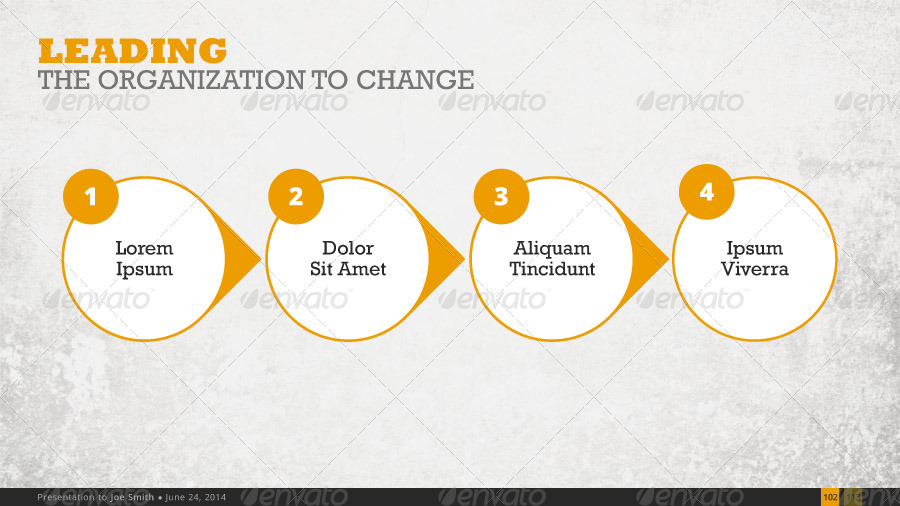 LEADING
THE ORGANIZATION TO CHANGE
envato envato envato envato envato
1
2
3
4
Lorem
Ipsum
Dolor
Sit Amet
Aliquam
Tincidunt
Ipsum
Viverra
envato envato envato envato envato
Presentation to Joe Smith ● June 24, 2014
102
envato envato envato envato envato